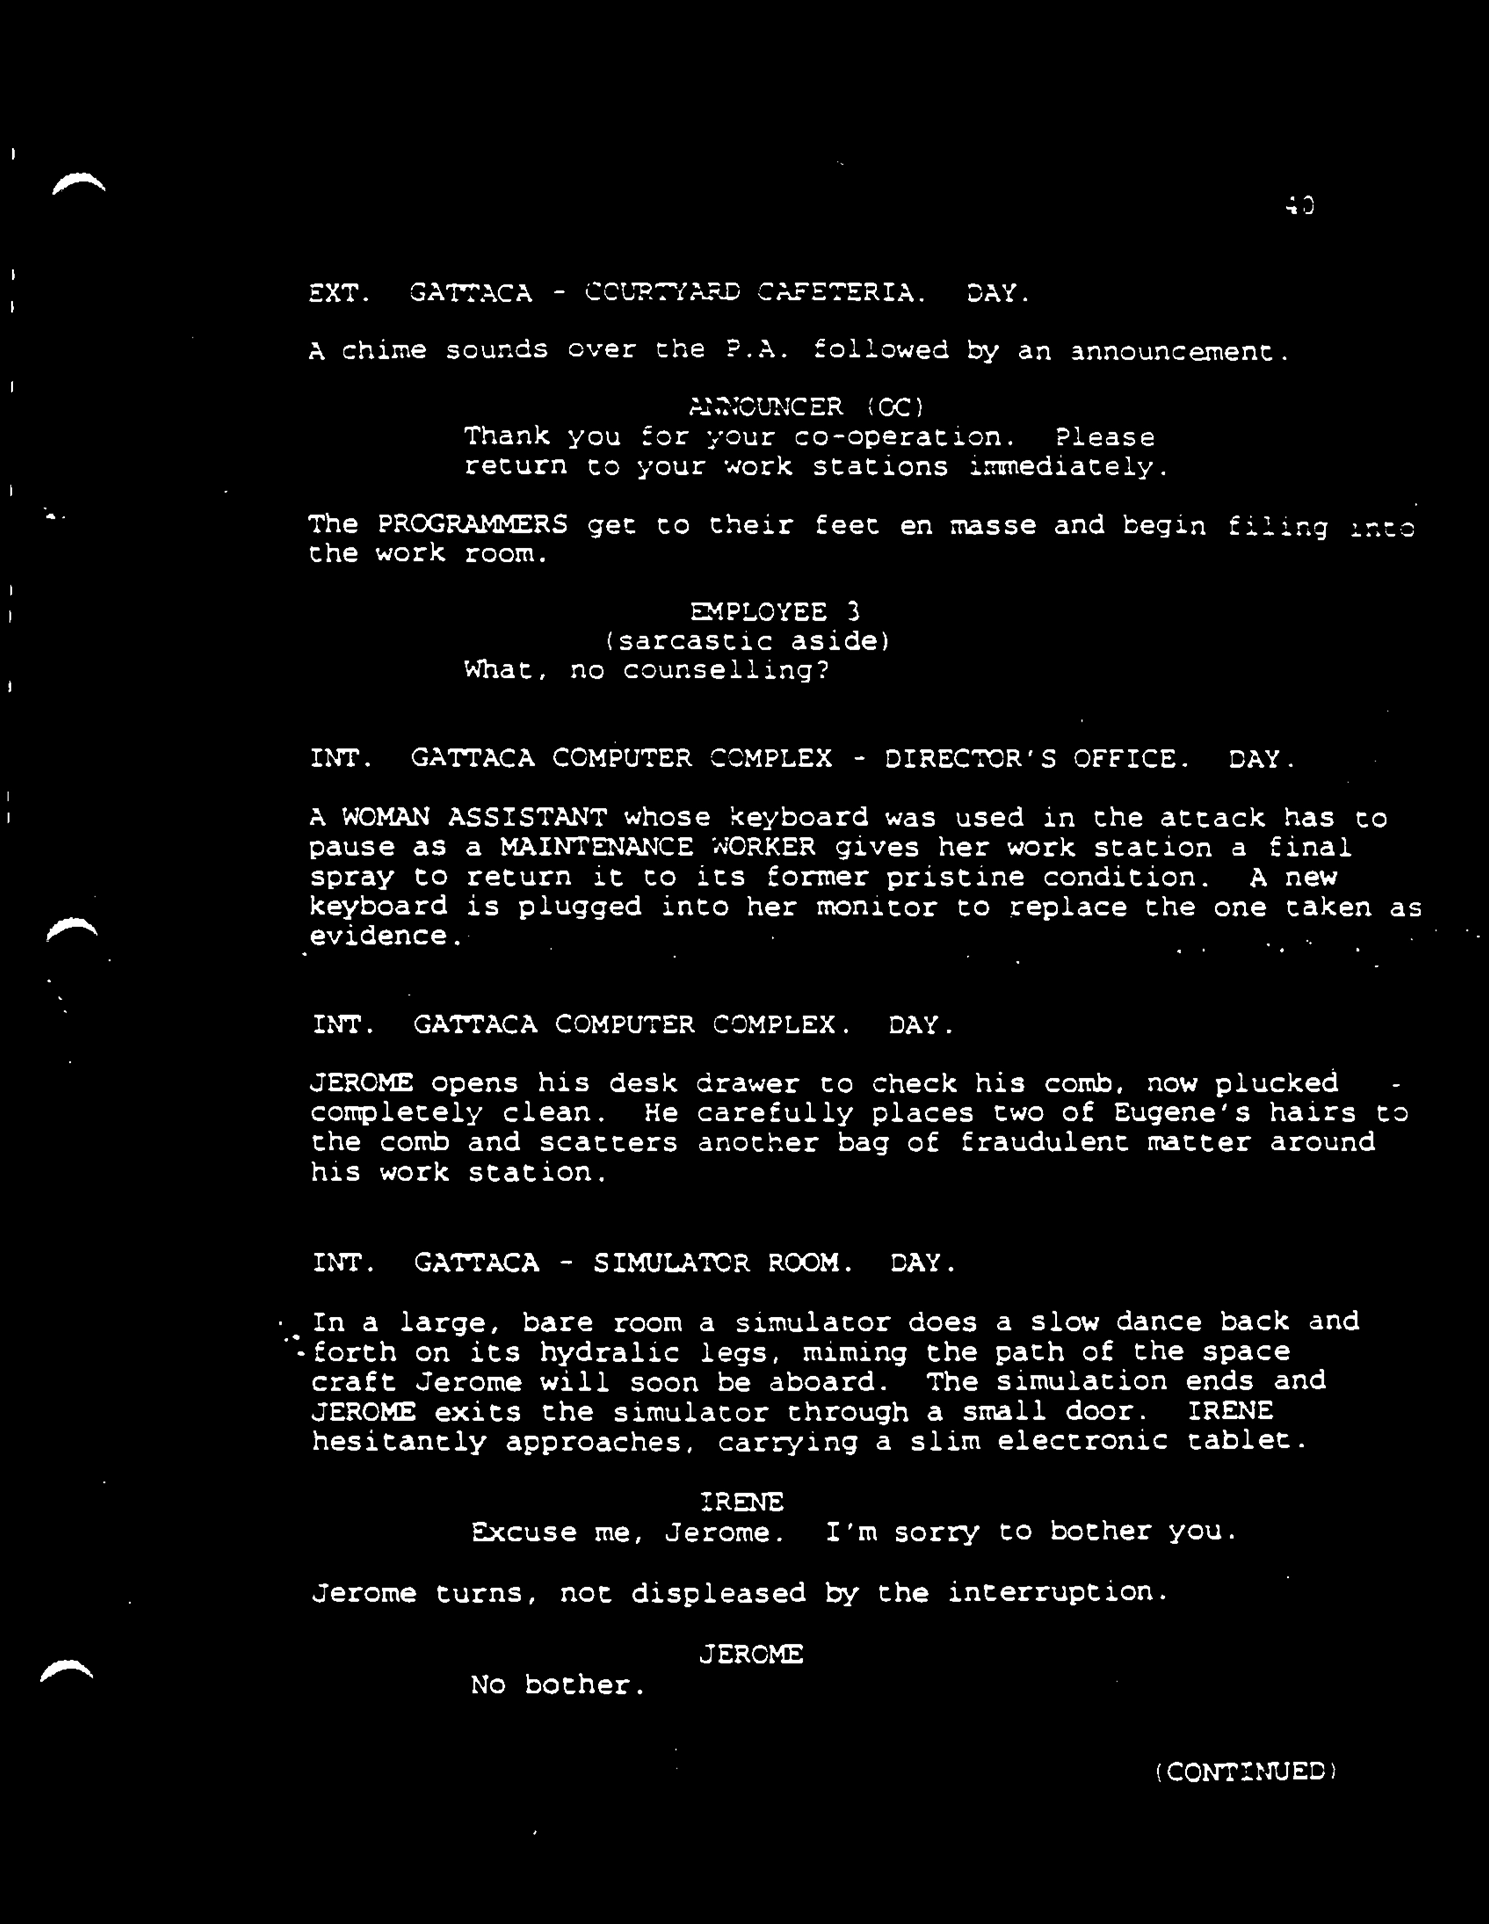 40
EXT. GATTACA - COURTYARD CAFETERIA. DAY.
A chime sounds over the P.A. followed by an announcement.
ANNOUNCER (OC)
Thank you for your co-operation. Please
return to your work stations immediately.
The PROGRAMMERS get to their feet en masse and begin filing into
the work room.
EMPLOYEE 3
(sarcastic aside)
What, no counselling?
INT. GATTACA COMPUTER COMPLEX - DIRECTOR'S OFFICE. DAY.
A WOMAN ASSISTANT whose keyboard was used in the attack has to
pause as a MAINTENANCE WORKER gives her work station a final
spray to return it to its former pristine condition. A new
keyboard is plugged into her monitor to replace the one taken as
evidence.
INT. GATTACA COMPUTER COMPLEX. DAY.
JEROME opens his desk drawer to check his comb, now plucked
completely clean. He carefully places two of Eugene's hairs to
the comb and scatters another bag of fraudulent matter around
his work station.
INT. GATTACA - SIMULATOR ROOM. DAY.
In a large, bare room a simulator does a slow dance back and
forth on its hydralic legs, miming the path of the space
craft Jerome will soon be aboard. The simulation ends and
JEROME exits the simulator through a small door. IRENE
hesitantly approaches, carrying a slim electronic tablet.
IRENE
Excuse me, Jerome. I'm sorry to bother you.
Jerome turns, not displeased by the interruption.
JEROME
No bother.
(CONTINUED)